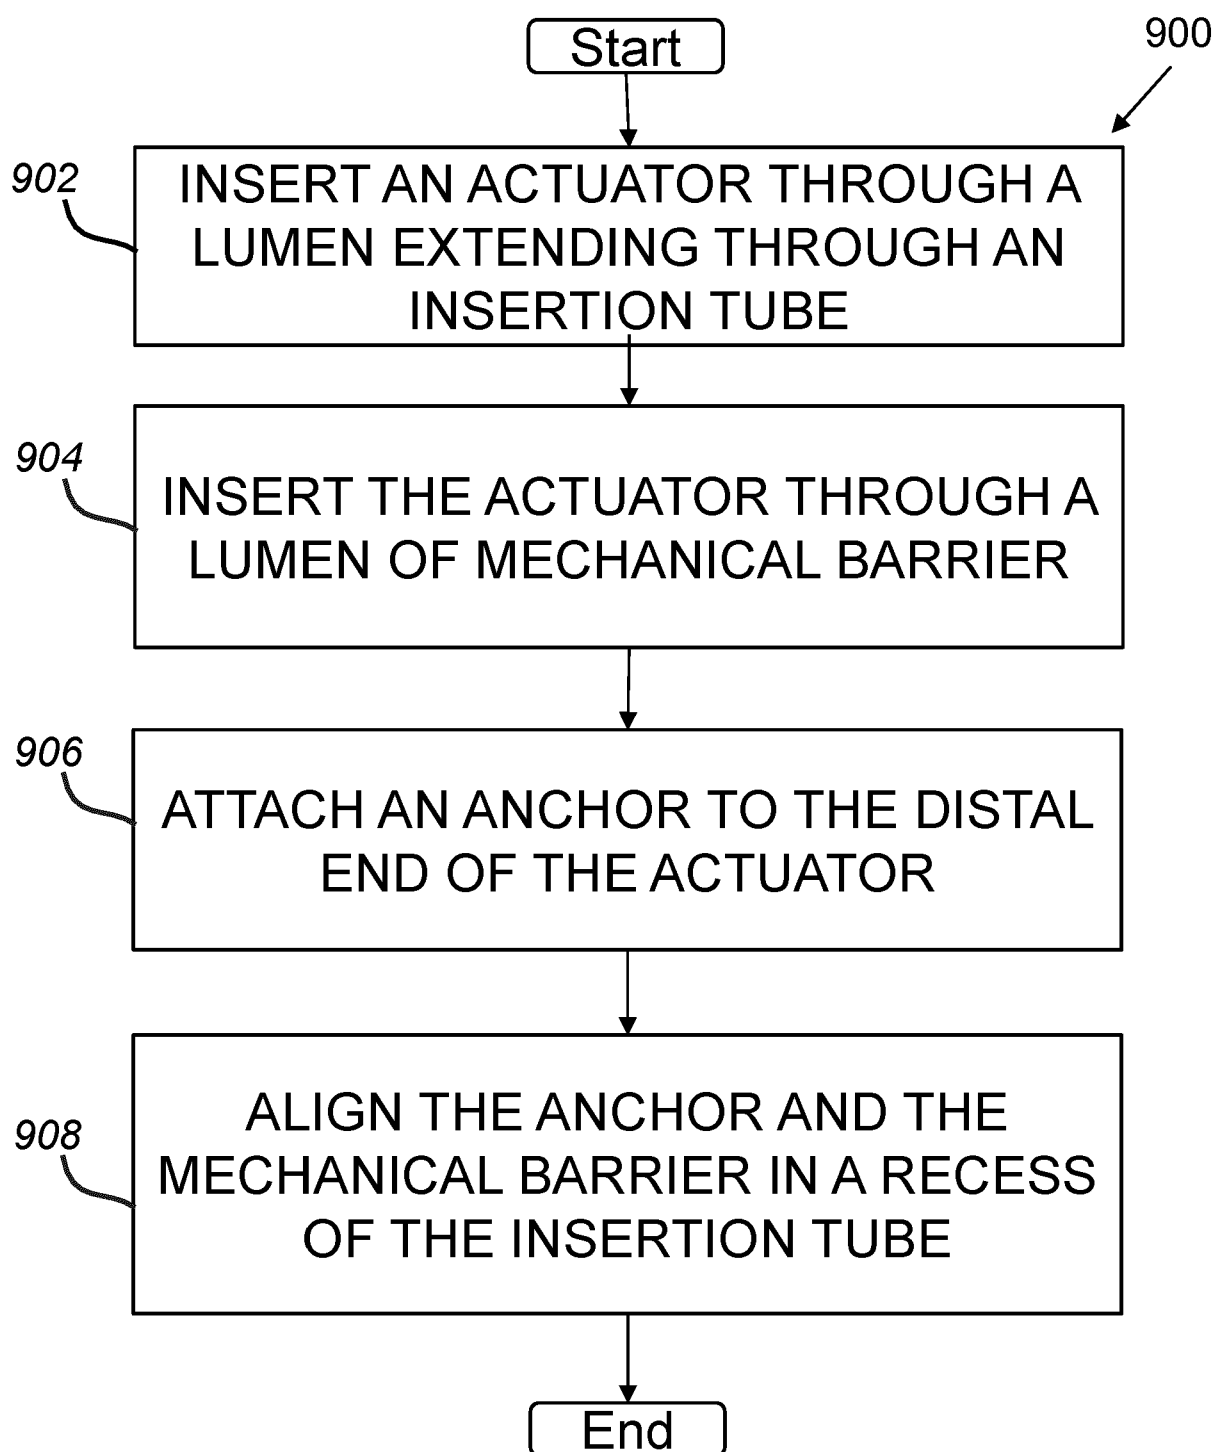 Start
900
902
INSERT AN ACTUATOR THROUGH A
LUMEN EXTENDING THROUGH AN
INSERTION TUBE
904
INSERT THE ACTUATOR THROUGH A
LUMEN OF MECHANICAL BARRIER
906
ATTACH AN ANCHOR TO THE DISTAL
END OF THE ACTUATOR
908
ALIGN THE ANCHOR AND THE
MECHANICAL BARRIER IN A RECESS
OF THE INSERTION TUBE
End